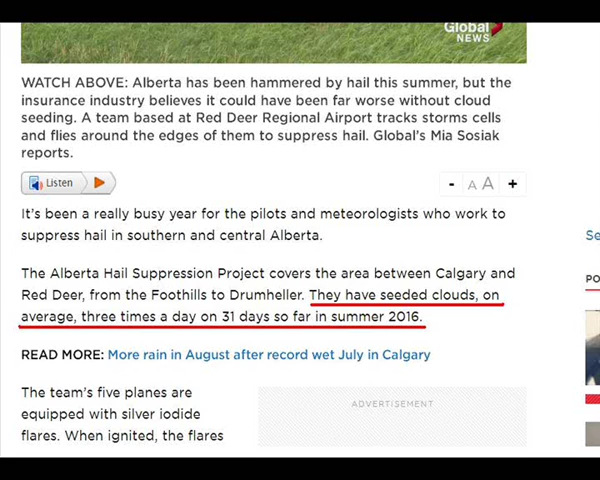 Global
NEWS
WATCH ABOVE: Alberta has been hammered by hail this summer, but the
insurance industry believes it could have been far worse without cloud
seeding. A team based at Red Deer Regional Airport tracks storms cells
and flies around the edges of them to suppress hail. Global's Mia Sosiak
reports.
Listen
- A A +
It's been a really busy year for the pilots and meteorologists who work to
suppress hail in southern and central Alberta.
Se
The Alberta Hail Suppression Project covers the area between Calgary and
Red Deer, from the Foothills to Drumheller. They have seeded clouds, on
average, three times a day on 31 days so far in summer 2016.
PO
READ MORE: More rain in August after record wet July in Calgary
The team's five planes are
equipped with silver iodide
flares. When ignited, the flares
ADVERTISEMENT